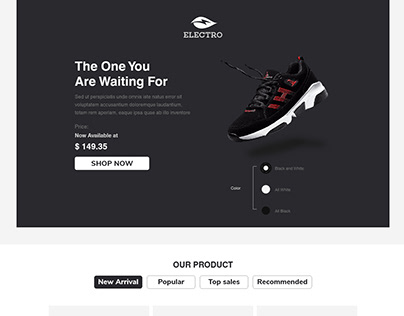 ELECTRO
The One You
Are Waiting For
Sed ut perspiciatis unde omnis iste natus error sit
voluptatem accusantium doloremque laudantium,
totam rem aperiam, eaque ipsa quae ab illo inventore
Price:
Now Available at
$ 149.35
SHOP NOW
Color
Black and White
All White
All Black
OUR PRODUCT
New Arrival
Popular
Top sales
Recommended